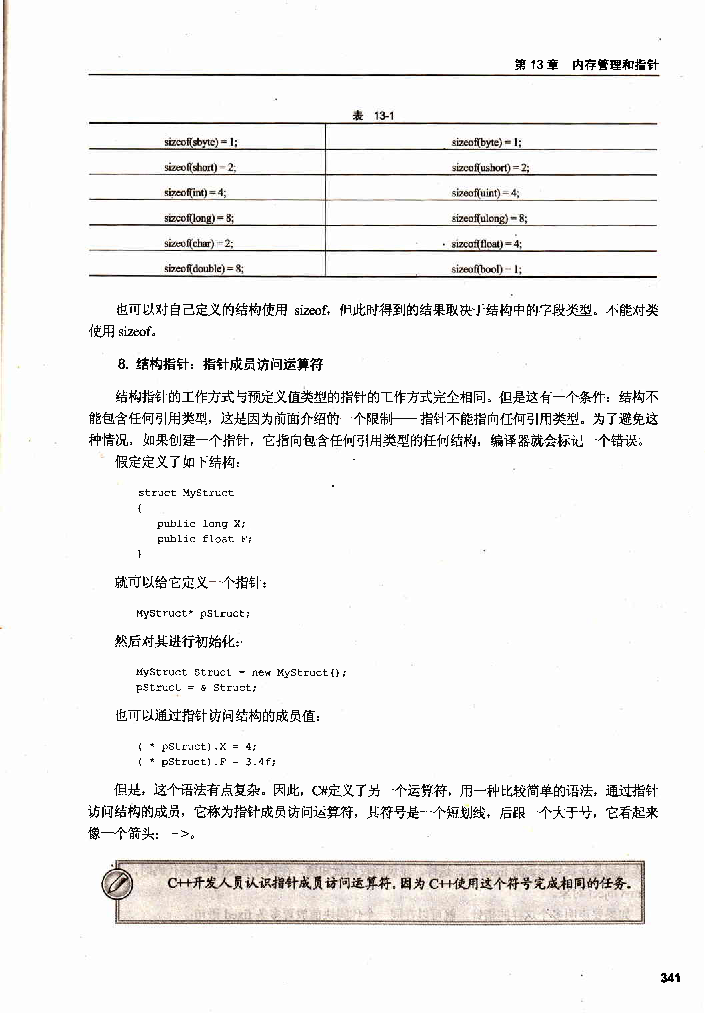 第 13 章 内存管理和指针
表 13-1
sizeof(sbyte) = 1; sizeof(byte) = 1;
sizeof(short) = 2; sizeof(ushort) = 2;
sizeof(int) = 4; sizeof(uint) = 4;
sizeof(long) = 8; sizeof(ulong) = 8;
sizeof(char) = 2; sizeof(float) = 4;
sizeof(double) = 8; sizeof(bool) = 1;
也可以对自己定义的结构使用 sizeof，但此时得到的结果取决于结构中的字段类型。不能对类
使用 sizeof。
8. 结构指针：指针成员访问运算符
结构指针的工作方式与预定义值类型的指针的工作方式完全相同。但是这有一个条件：结构不
能包含任何引用类型，这是因为前面介绍的一个限制——指针不能指向任何引用类型。为了避免这
种情况，如果创建一个指针，它指向包含任何引用类型的任何结构，编译器就会标记一个错误。
假定定义了如下结构：
struct MyStruct
{
public long X;
public float F;
}
就可以给它定义一个指针：
MyStruct* pStruct;
然后对其进行初始化：
MyStruct Struct = new MyStruct();
pStruct = & Struct;
也可以通过指针访问结构的成员值：
( * pStruct).X = 4;
( * pStruct).F = 3.4f;
但是，这个语法有点复杂。因此，C#定义了另一个运算符，用一种比较简单的语法，通过指针
访问结构的成员，它称为指针成员访问运算符，其符号是一个短划线，后跟一个大于号，它看起来
像一个箭头：->。
C++开发人员认识指针成员访问运算符，因为 C++使用这个符号完成相同的任务。
341